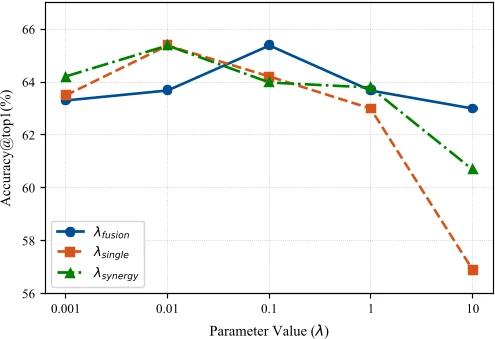 66
64
62
60
58
56
Accuracy@top1(%)
λfusion
λsingle
λsynergy
0.001
0.01
0.1
1
10
Parameter Value (λ)